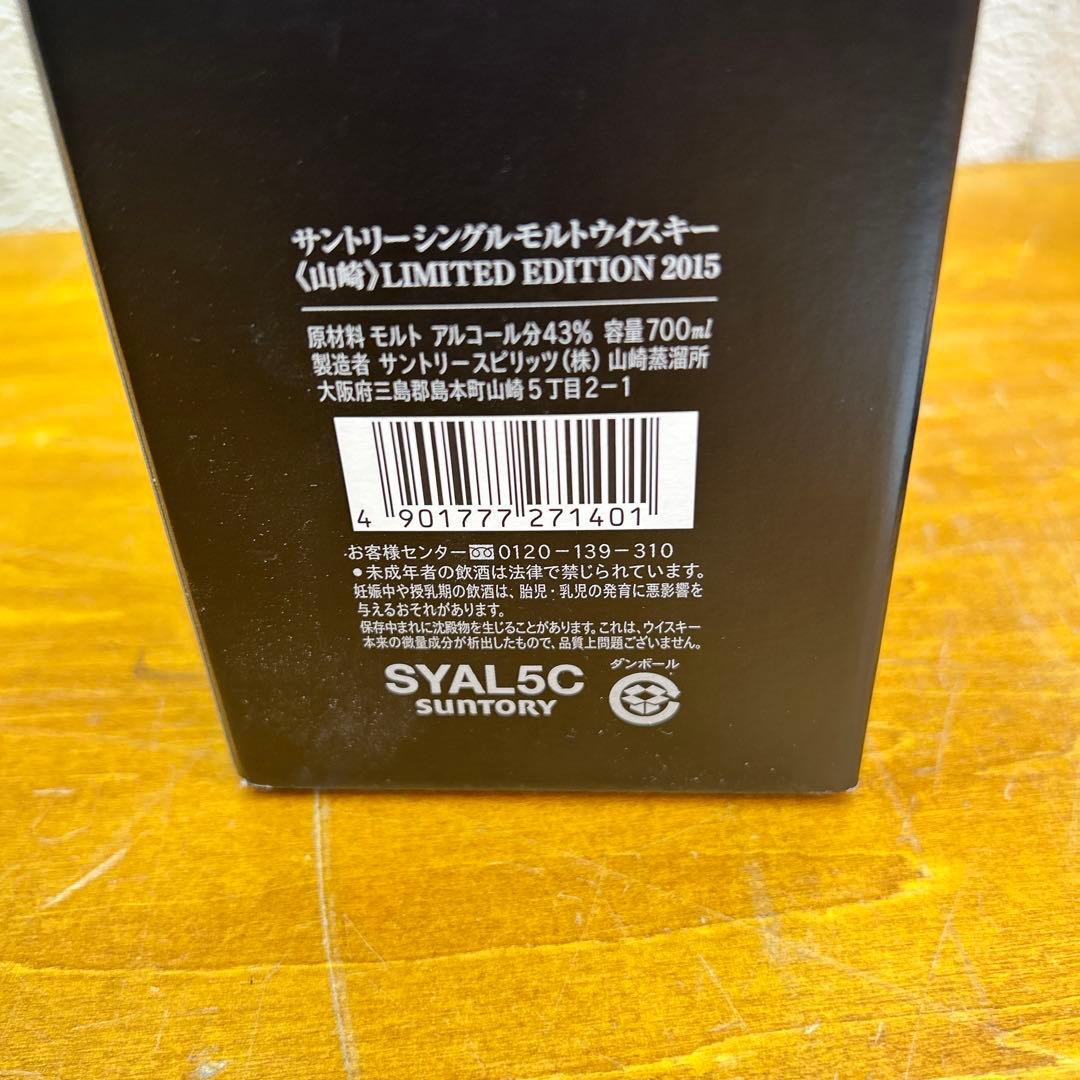 サントリーシングルモルトウイスキー
《山崎》LIMITED EDITION 2015
原材料 モルト アルコール分43% 容量700ml
製造者 サントリースピリッツ(株) 山崎蒸溜所
大阪府三島郡島本町山崎5丁目2-1
4 901777 271401
お客様センター 0120-139-310
●未成年者の飲酒は法律で禁じられています。
妊娠中や授乳期の飲酒は、胎児・乳児の発育に悪影響を
与えるおそれがあります。
保存中まれに沈殿物を生じることがあります。これは、ウイスキー
本来の微量成分が析出したもので、品質上問題ございません。
ダンボール
SYAL5C
SUNTORY